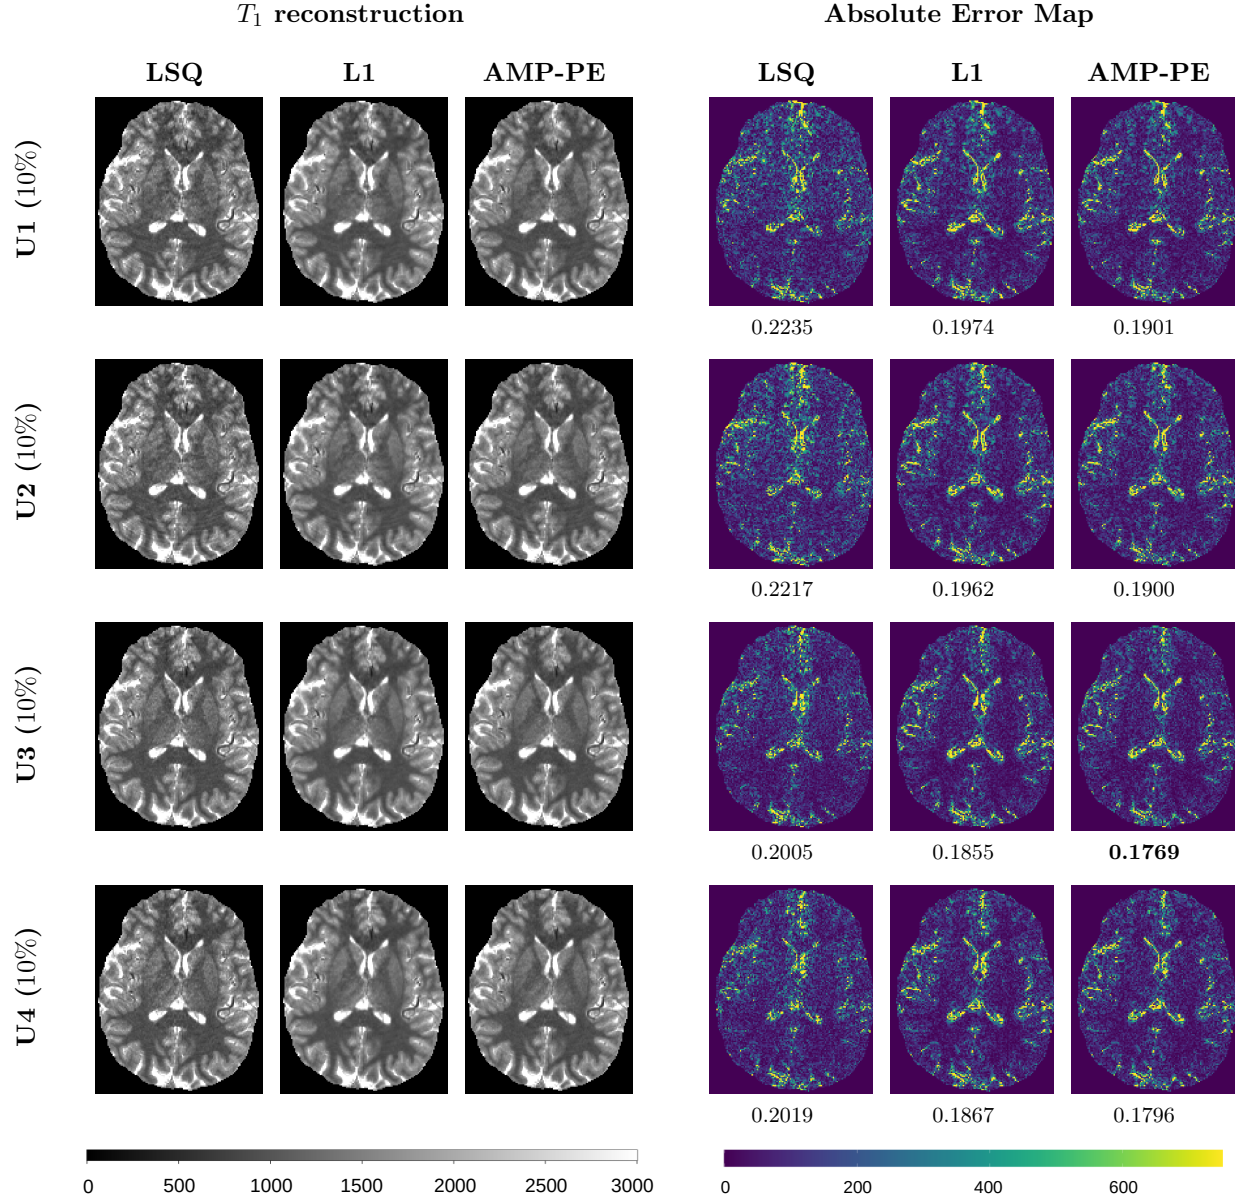 T₁ reconstruction Absolute Error Map
LSQ L1 AMP-PE LSQ L1 AMP-PE
U1 (10%)
0.2235 0.1974 0.1901
U2 (10%)
0.2217 0.1962 0.1900
U3 (10%)
0.2005 0.1855 0.1769
U4 (10%)
0.2019 0.1867 0.1796
0 500 1000 1500 2000 2500 3000 0 200 400 600